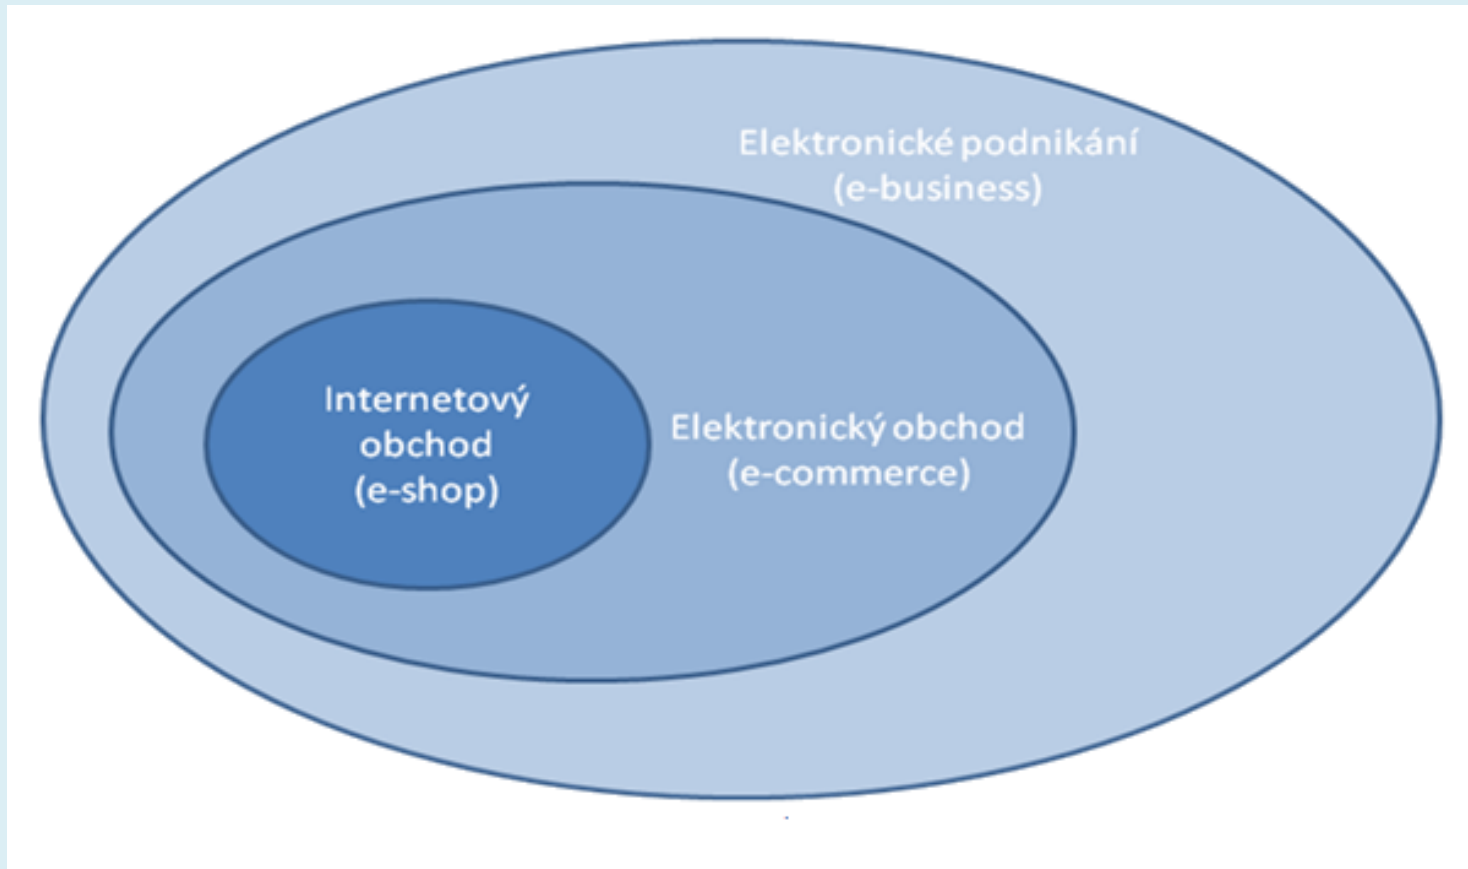 Elektronické podnikání
(e-business)
Internetový
obchod
(e-shop)
Elektronický obchod
(e-commerce)